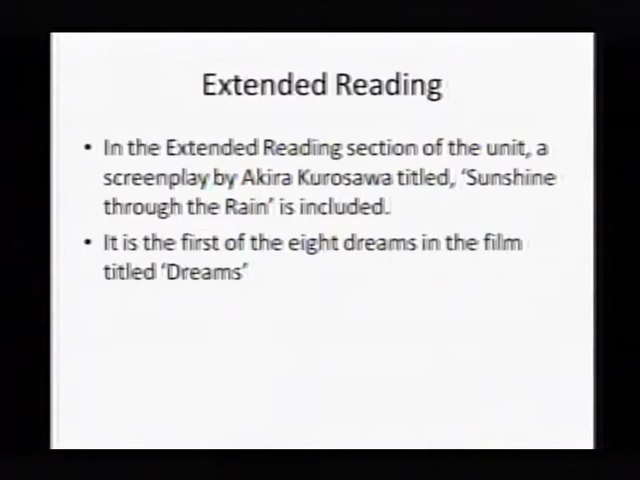 Extended Reading
• In the Extended Reading section of the unit, a
screenplay by Akira Kurosawa titled, ‘Sunshine
through the Rain’ is included.
• It is the first of the eight dreams in the film
titled ‘Dreams’